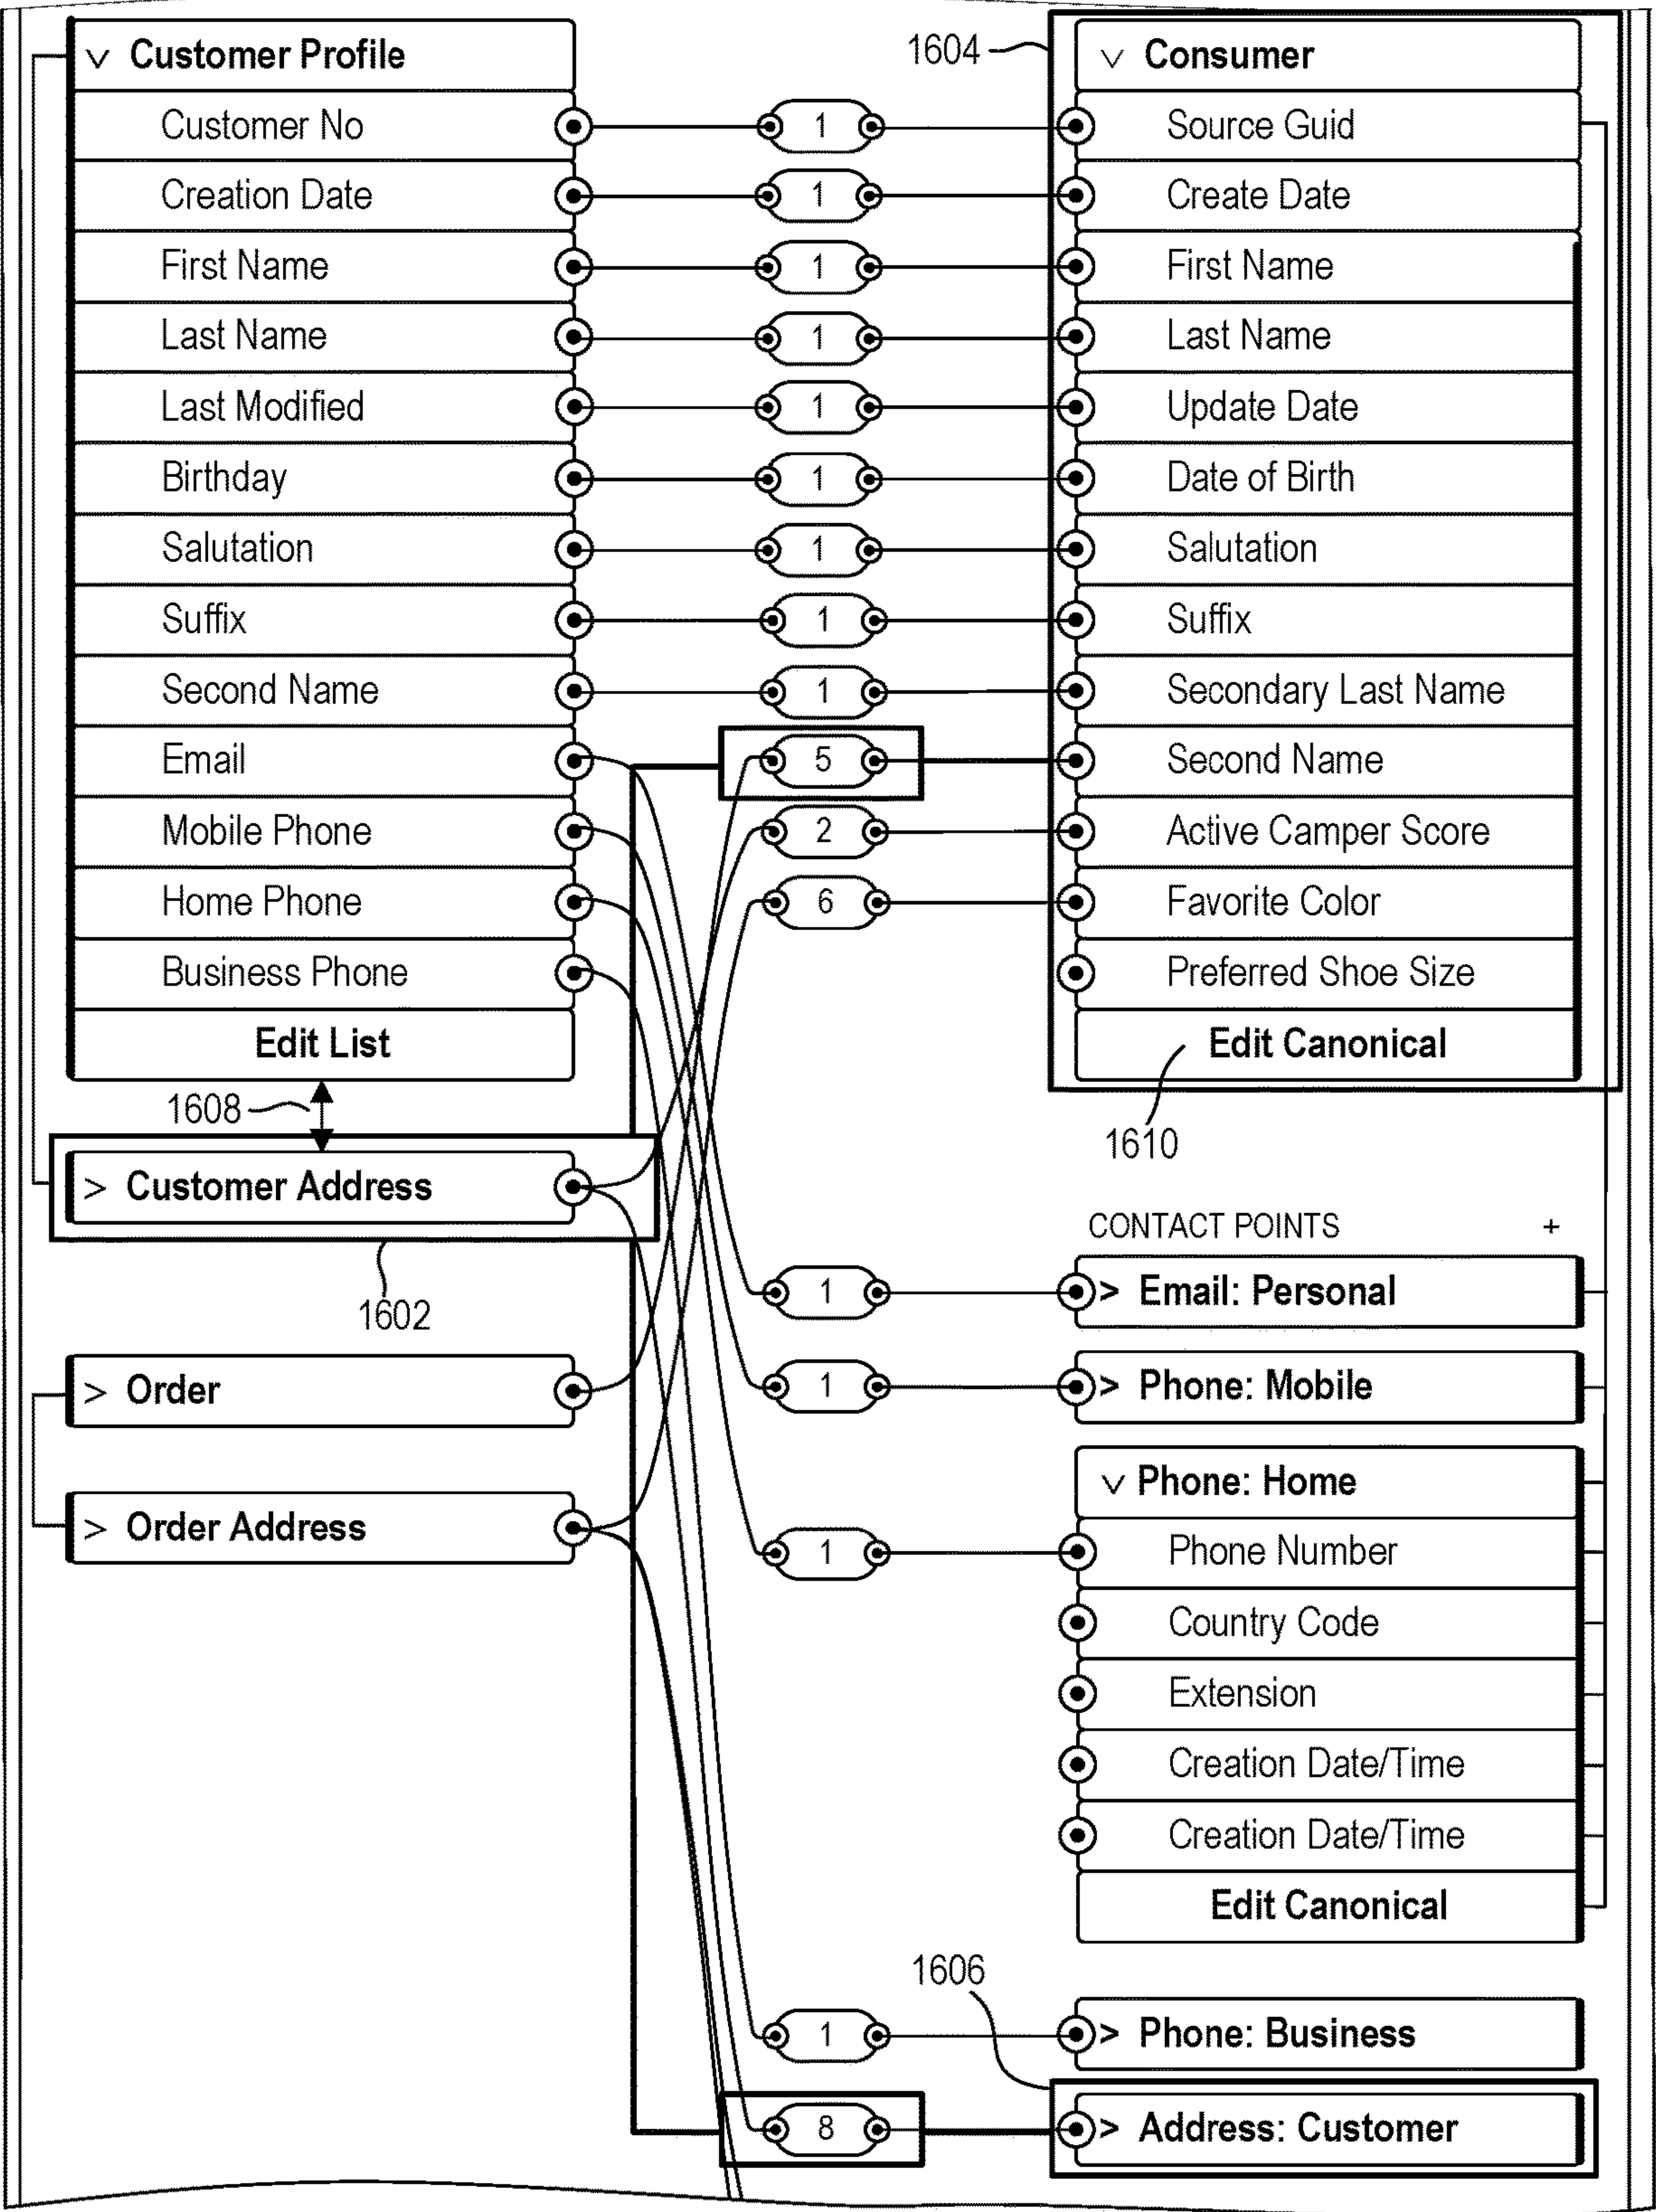 Customer Profile
1604
Consumer
Customer No
1
Source Guid
Creation Date
1
Create Date
First Name
1
First Name
Last Name
1
Last Name
Last Modified
1
Update Date
Birthday
1
Date of Birth
Salutation
1
Salutation
Suffix
1
Suffix
Second Name
1
Secondary Last Name
Email
5
Second Name
Mobile Phone
2
Active Camper Score
Home Phone
6
Favorite Color
Business Phone
Preferred Shoe Size
Edit List
Edit Canonical
1608
1610
> Customer Address
CONTACT POINTS +
1602
1
> Email: Personal
> Order
1
> Phone: Mobile
Phone: Home
> Order Address
1
Phone Number
Country Code
Extension
Creation Date/Time
Creation Date/Time
Edit Canonical
1606
1
> Phone: Business
8
> Address: Customer